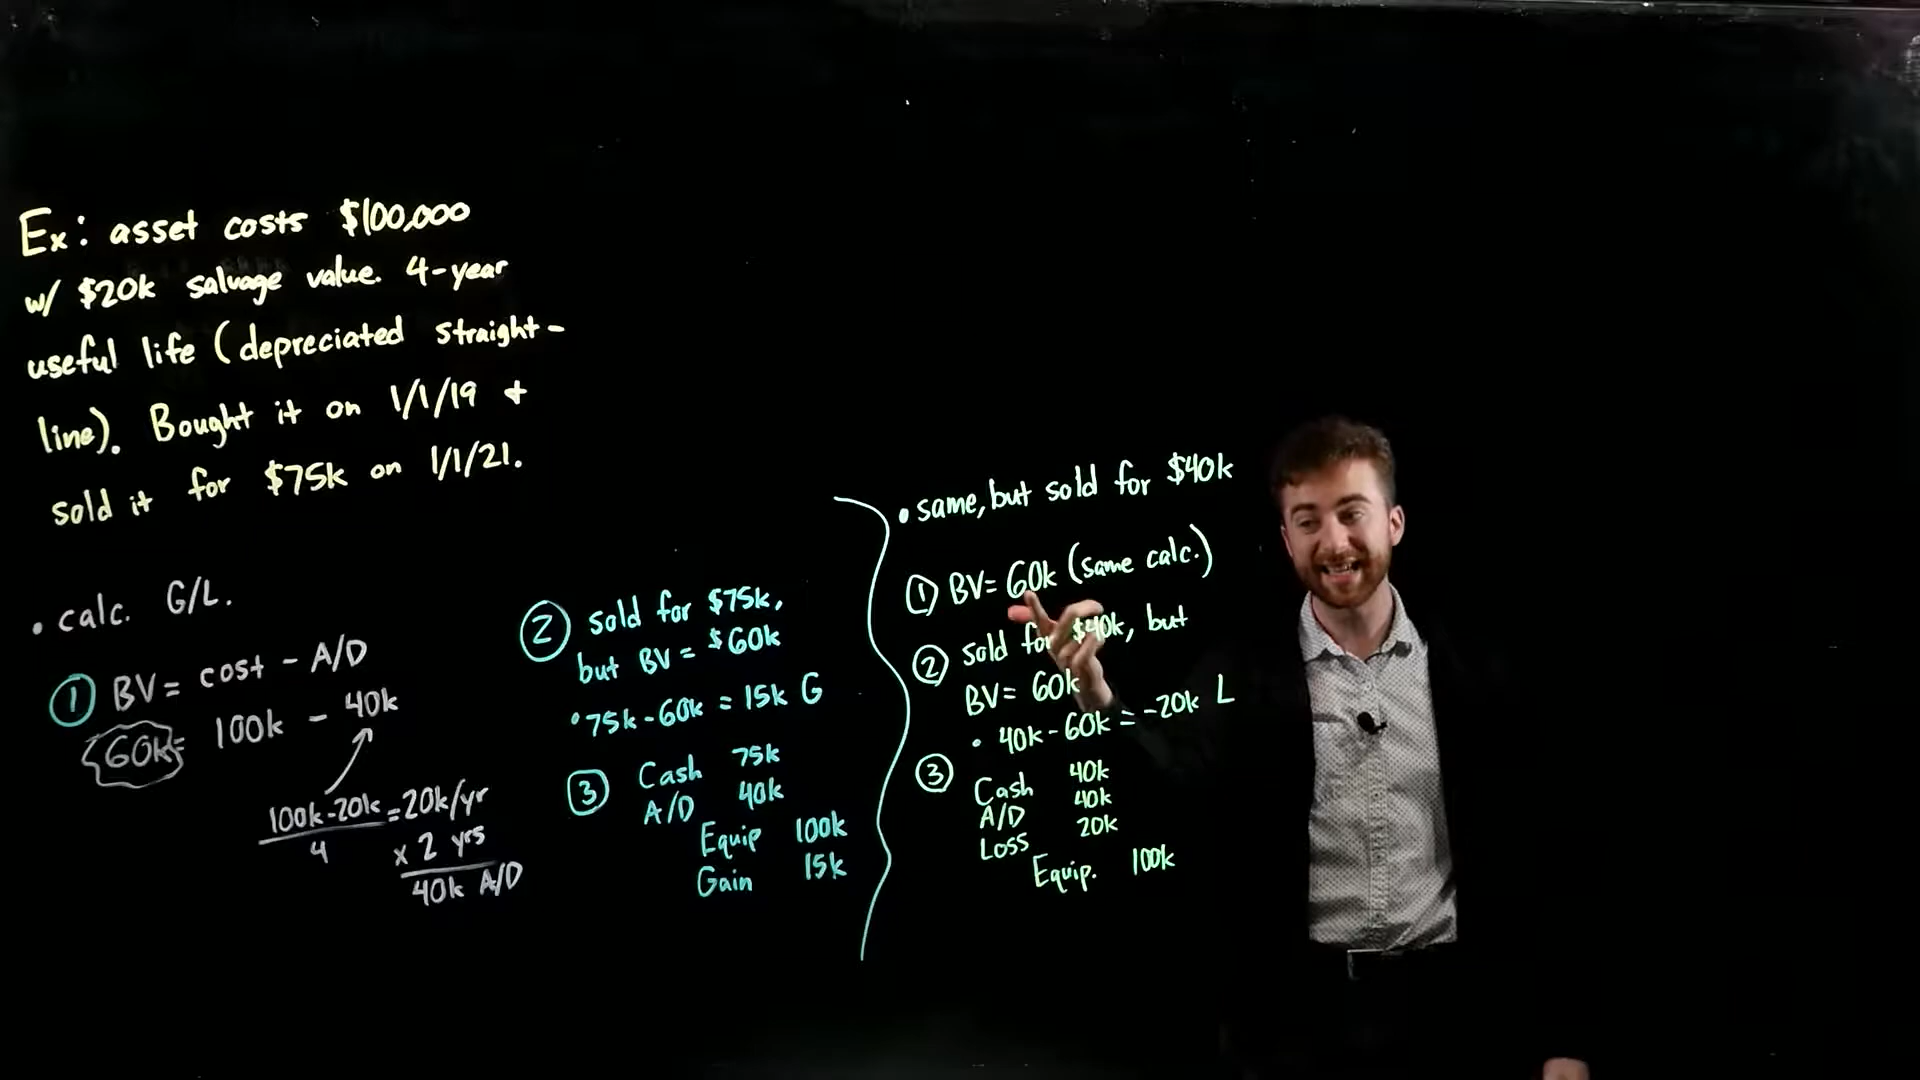 Ex: asset costs $100,000
w/ $20k salvage value. 4-year
useful life (depreciated straight-
line). Bought it on 1/1/19 +
sold it for $75k on 1/1/21.
• calc. G/L.
① BV = cost - A/D
60k = 100k - 40k
100k-20k = 20k/yr
4
x 2 yrs
40k A/D
② sold for $75k,
but BV = $60k
• 75k-60k = 15k G
③ Cash 75k
A/D 40k
Equip 100k
Gain 15k
• same, but sold for $40k
① BV= 60k (same calc.)
② sold for $40k, but
BV= 60k
• 40k-60k = -20k L
③ Cash 40k
A/D 40k
Loss 20k
Equip. 100k